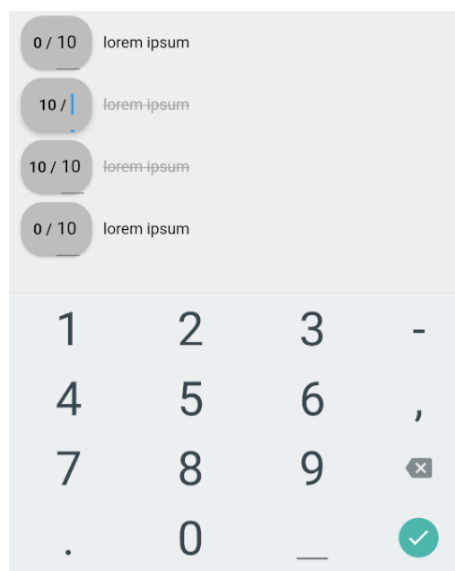 0 / 10 lorem ipsum
10 / lorem ipsum
10 / 10 lorem ipsum
0 / 10 lorem ipsum
1 2 3 -
4 5 6 ,
7 8 9
. 0 _